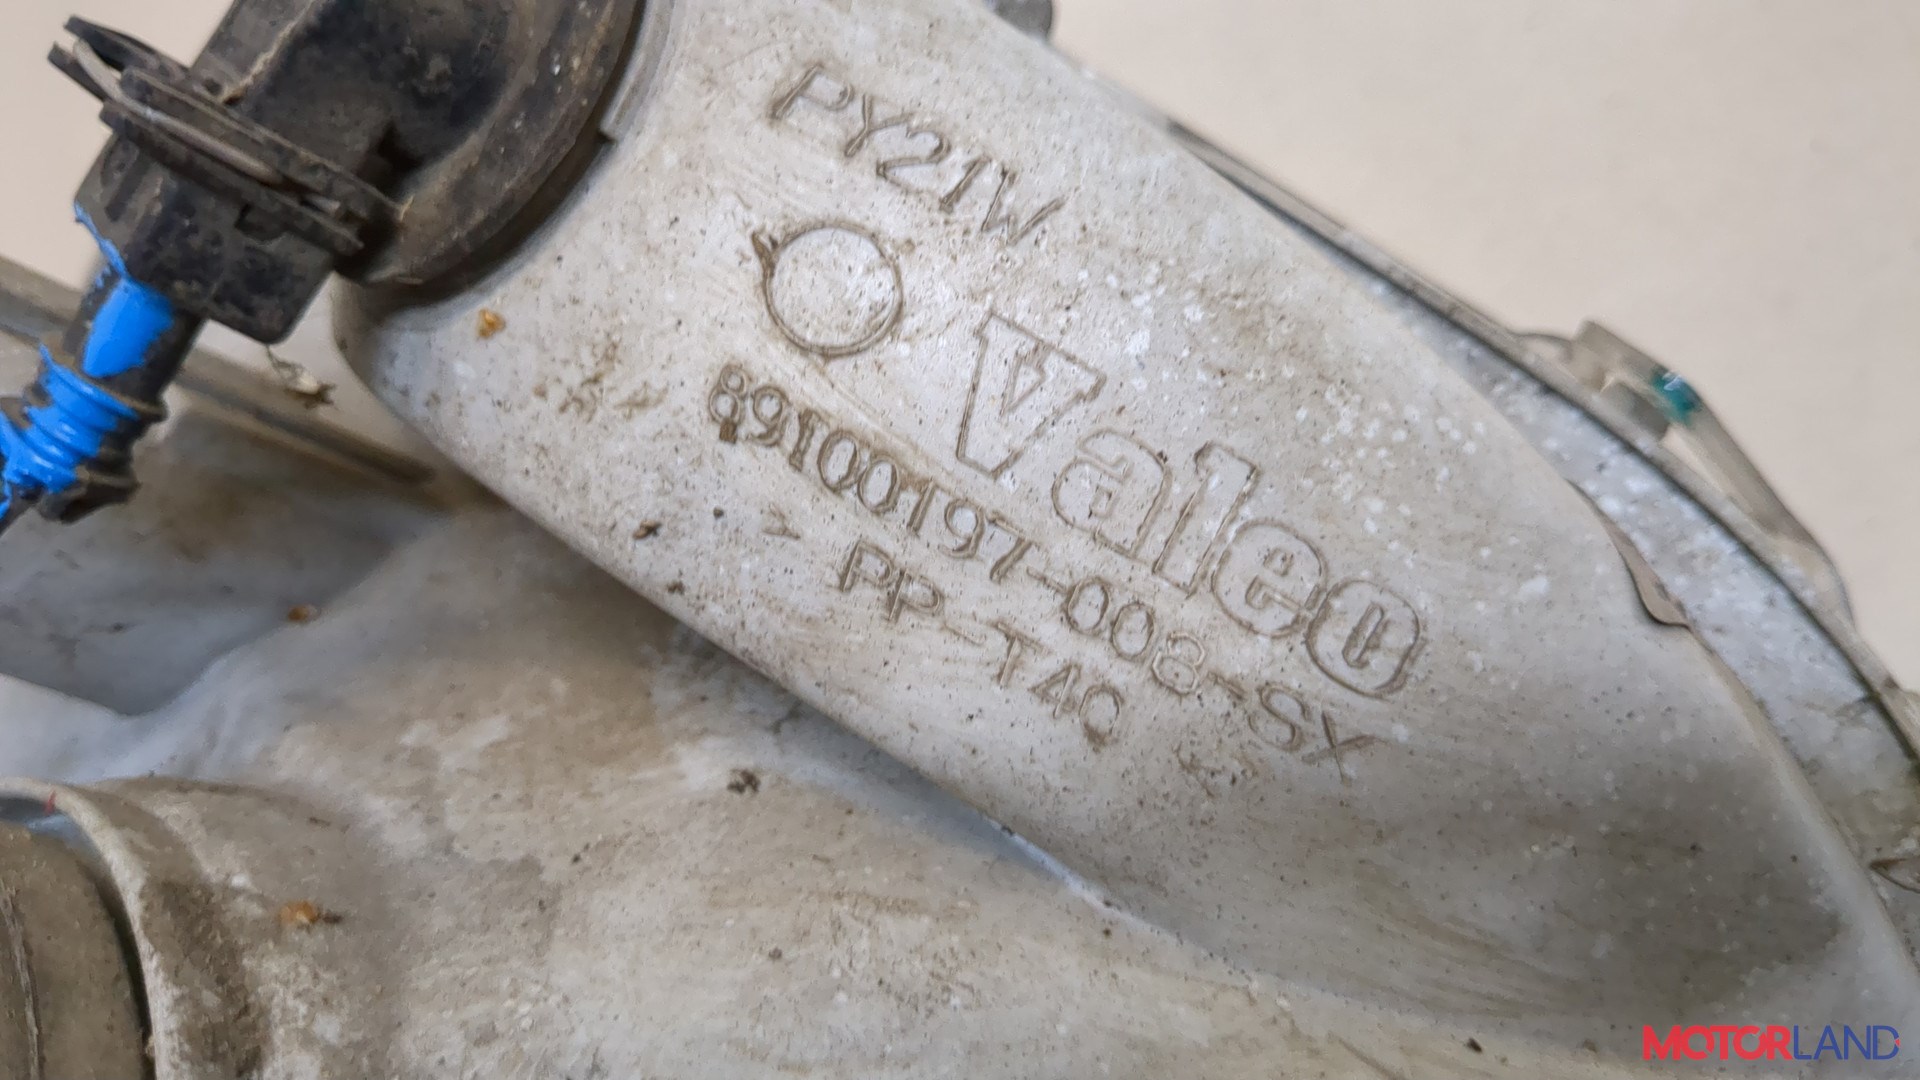 PY21W
Valeo
89100197-008-SX
> PP-T40
MOTORLAND